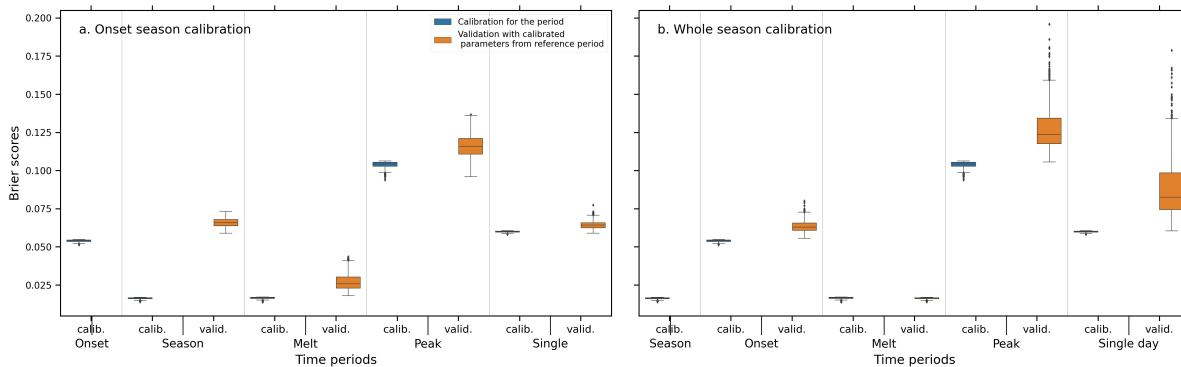 a. Onset season calibration
Calibration for the period
Validation with calibrated
parameters from reference period
b. Whole season calibration
Brier scores
0.200
0.175
0.150
0.125
0.100
0.075
0.050
0.025
calib. calib. valid. calib. valid. calib. valid. calib. valid.
Onset Season Melt Peak Single
Time periods
calib. calib. valid. calib. valid. calib. valid. calib. valid.
Season Onset Melt Peak Single day
Time periods